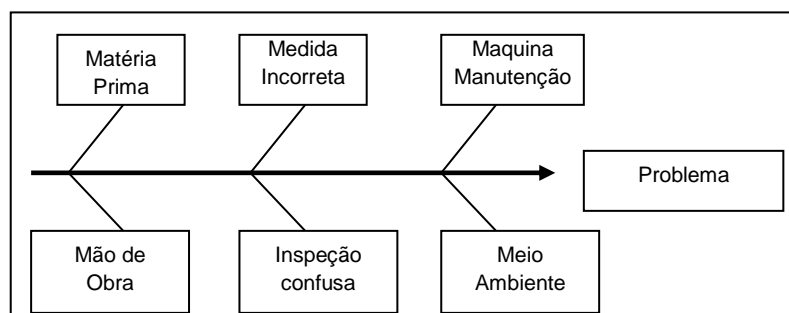 Matéria
Prima
Medida
Incorreta
Maquina
Manutenção
Problema
Mão de
Obra
Inspeção
confusa
Meio
Ambiente